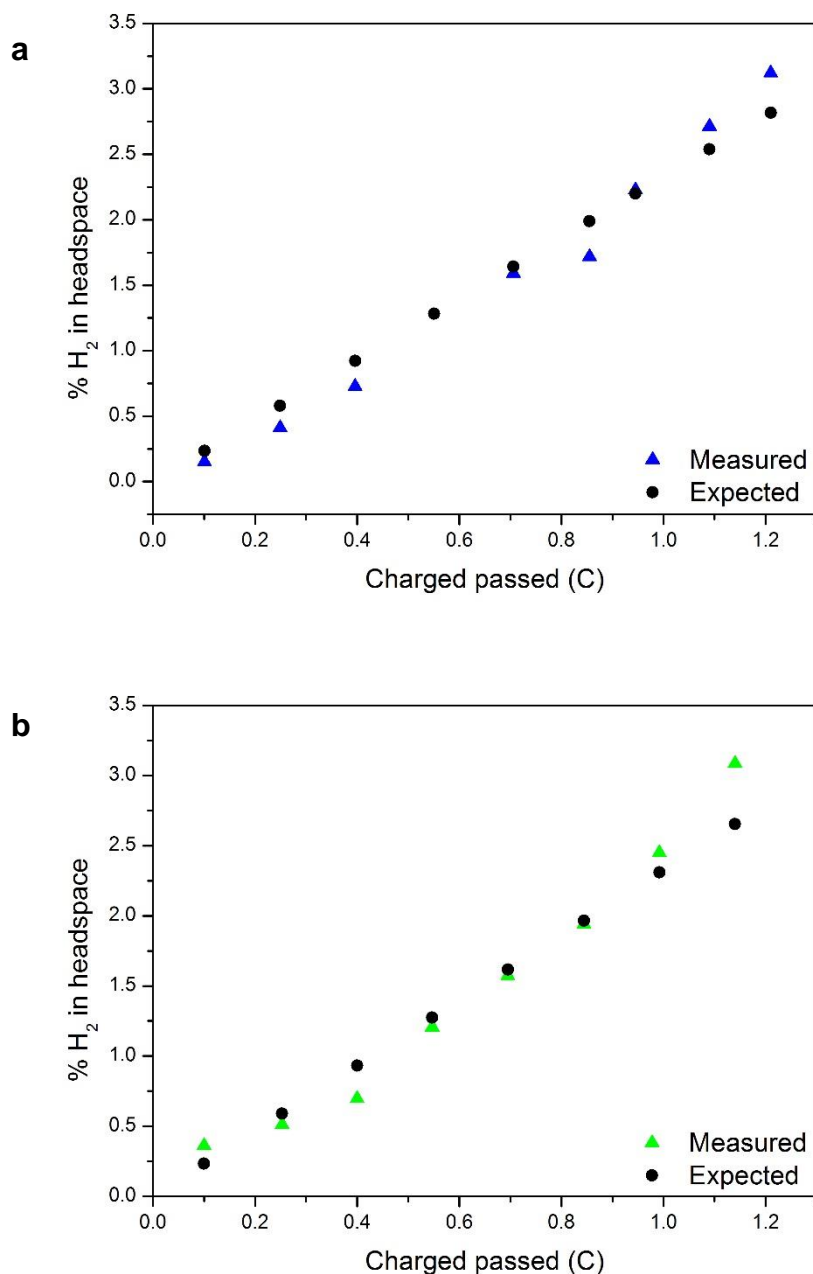 a
3.5
3.0
2.5
2.0
1.5
1.0
0.5
0.0
% H2 in headspace
Measured
Expected
0.0 0.2 0.4 0.6 0.8 1.0 1.2
Charged passed (C)
b
3.5
3.0
2.5
2.0
1.5
1.0
0.5
0.0
% H2 in headspace
Measured
Expected
0.0 0.2 0.4 0.6 0.8 1.0 1.2
Charged passed (C)